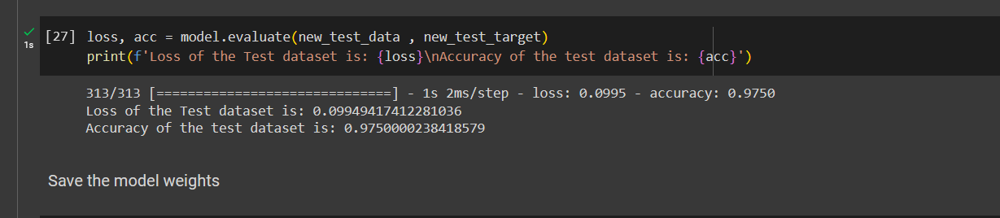 [27] loss, acc = model.evaluate(new_test_data , new_test_target)
1s
print(f'Loss of the Test dataset is: {loss}\nAccuracy of the test dataset is: {acc}')
313/313 [==============================] - 1s 2ms/step - loss: 0.0995 - accuracy: 0.9750
Loss of the Test dataset is: 0.09949417412281036
Accuracy of the test dataset is: 0.9750000238418579
Save the model weights